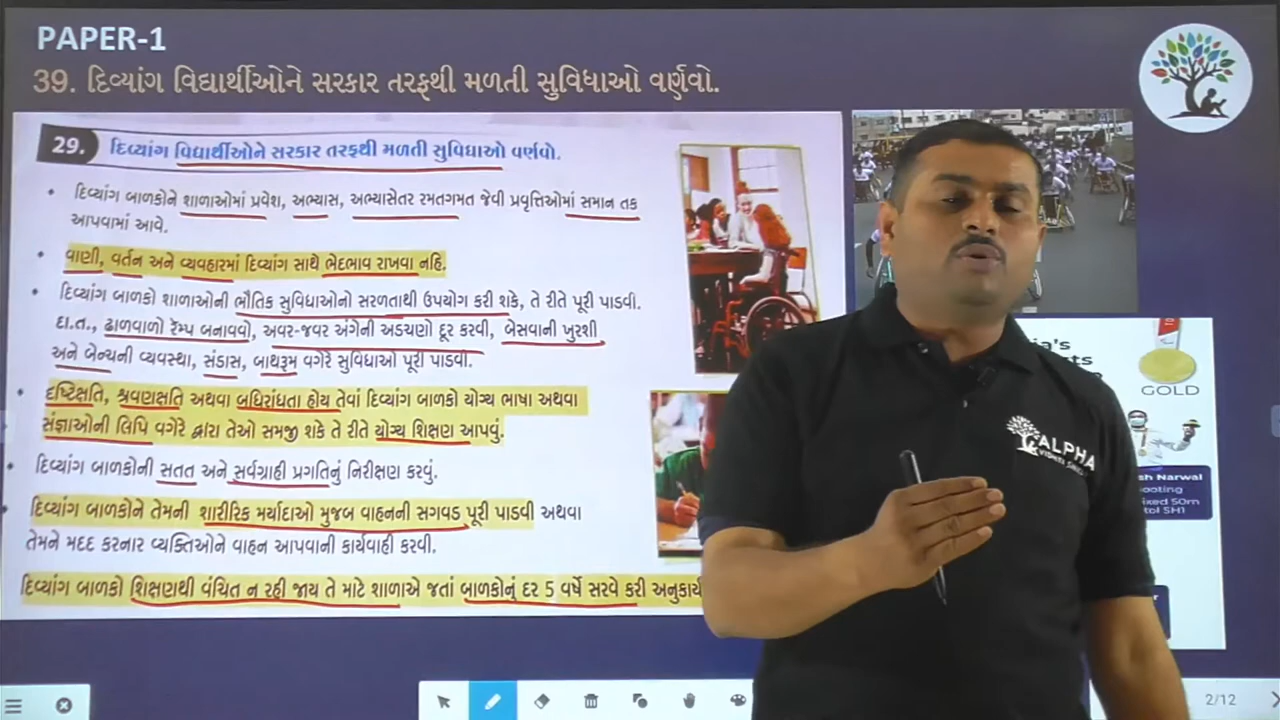 PAPER-1
39. દિવ્યાંગ વિદ્યાર્થીઓને સરકાર તરફથી મળતી સુવિધાઓ વર્ણવો.
29. દિવ્યાંગ વિદ્યાર્થીઓને સરકાર તરફથી મળતી સુવિધાઓ વર્ણવો.
• દિવ્યાંગ બાળકોને શાળાઓમાં પ્રવેશ, અભ્યાસ, અભ્યાસેતર રમતગમત જેવી પ્રવૃત્તિઓમાં સમાન તક
આપવામાં આવે.
• વાણી, વર્તન અને વ્યવહારમાં દિવ્યાંગ સાથે ભેદભાવ રાખવા નહિ.
• દિવ્યાંગ બાળકો શાળાઓની ભૌતિક સુવિધાઓનો સરળતાથી ઉપયોગ કરી શકે, તે રીતે પૂરી પાડવી.
દા.ત., ઢાળવાળો રૅમ્પ બનાવવો, અવર-જવર અંગેની અડચણો દૂર કરવી, બેસવાની ખુરશી
અને બેન્ચની વ્યવસ્થા, સંડાસ, બાથરૂમ વગેરે સુવિધાઓ પૂરી પાડવી.
• દૃષ્ટિક્ષતિ, શ્રવણક્ષતિ અથવા બધિરાંધતા હોય તેવાં દિવ્યાંગ બાળકો યોગ્ય ભાષા અથવા
સંજ્ઞાઓની લિપિ વગેરે દ્વારા તેઓ સમજી શકે તે રીતે યોગ્ય શિક્ષણ આપવું.
• દિવ્યાંગ બાળકોની સતત અને સર્વગ્રાહી પ્રગતિનું નિરીક્ષણ કરવું.
• દિવ્યાંગ બાળકોને તેમની શારીરિક મર્યાદાઓ મુજબ વાહનની સગવડ પૂરી પાડવી અથવા
તેમને મદદ કરનાર વ્યક્તિઓને વાહન આપવાની કાર્યવાહી કરવી.
દિવ્યાંગ બાળકો શિક્ષણથી વંચિત ન રહી જાય તે માટે શાળાએ જતાં બાળકોનું દર 5 વર્ષે સરવે કરી
GOLD
Narwal
SH1
ALPHA
2/12